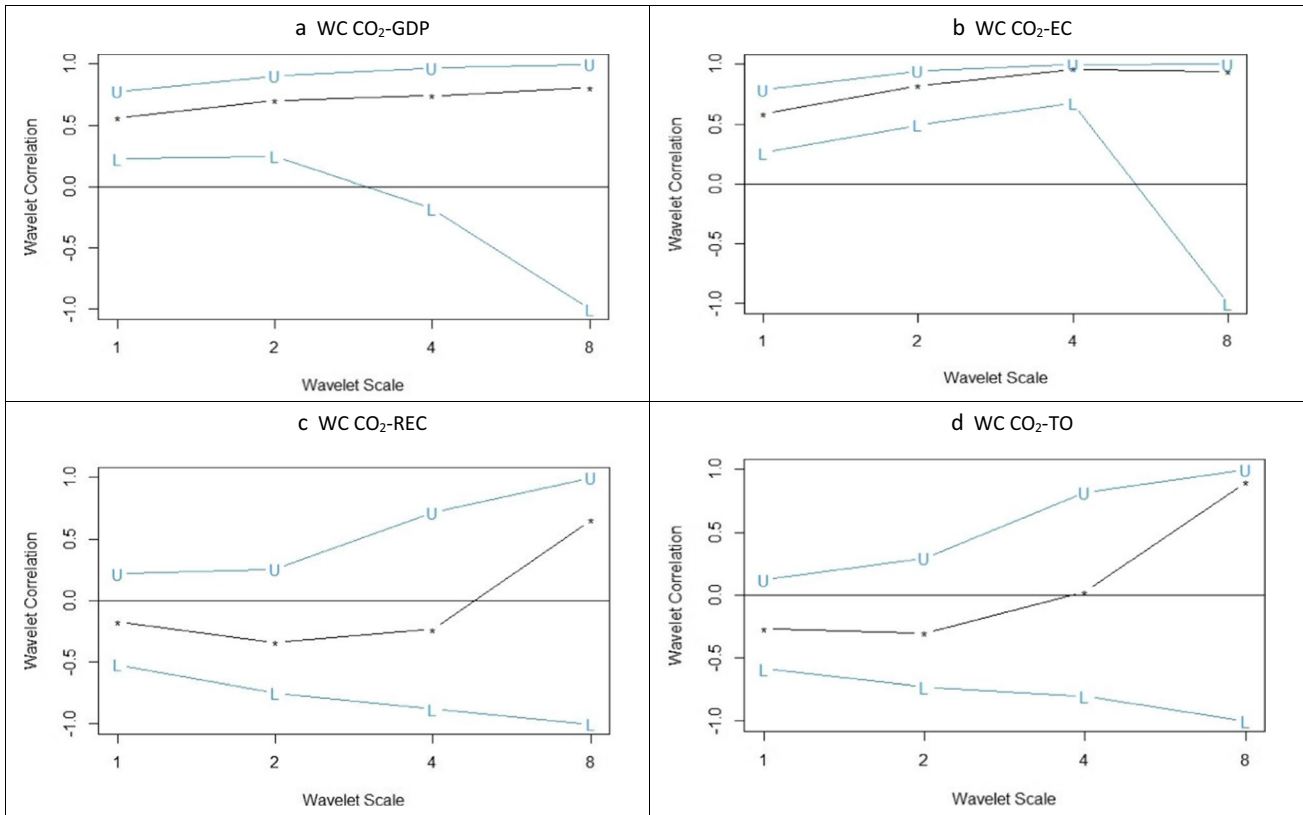 a WC CO₂-GDP
Wavelet Correlation
1.0
0.5
0.0
-0.5
-1.0
U U U U
* * * *
L L L L
1 2 4 8
Wavelet Scale
b WC CO₂-EC
Wavelet Correlation
1.0
0.5
0.0
-0.5
-1.0
U U U U
* * * *
L L L L
1 2 4 8
Wavelet Scale
c WC CO₂-REC
Wavelet Correlation
1.0
0.5
0.0
-0.5
-1.0
U U U U
* * * *
L L L L
1 2 4 8
Wavelet Scale
d WC CO₂-TO
Wavelet Correlation
1.0
0.5
0.0
-0.5
-1.0
U U U U
* * * *
L L L L
1 2 4 8
Wavelet Scale